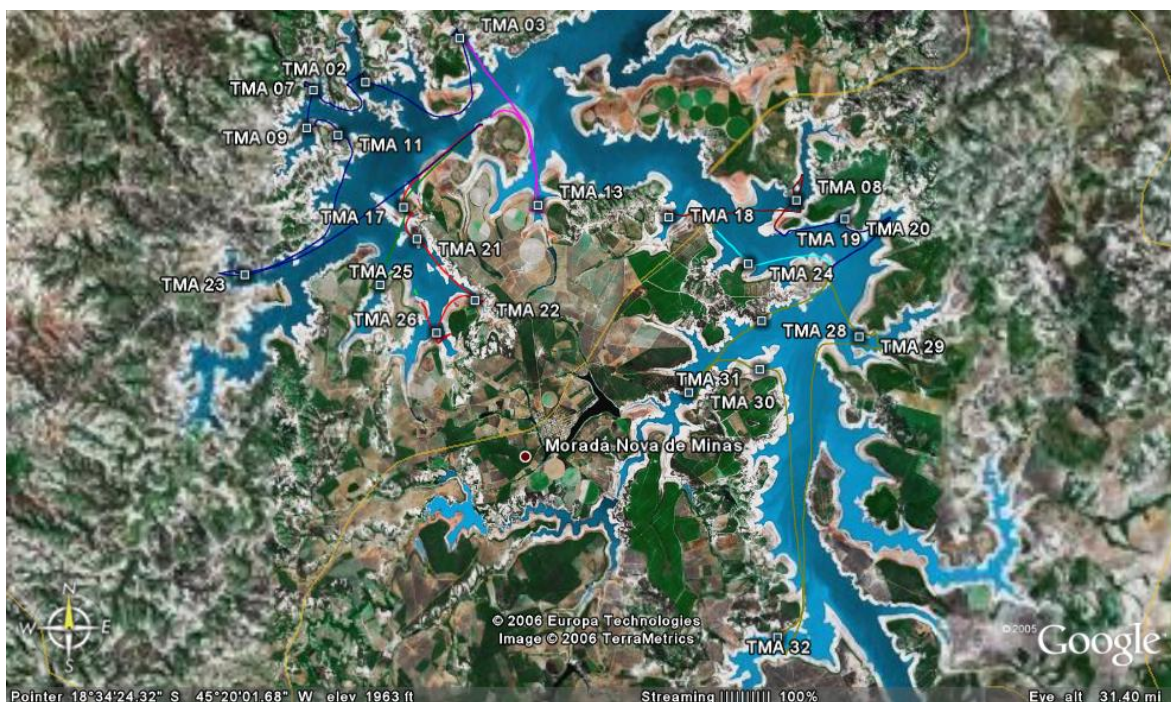 TMA 03
TMA 02
TMA 07
TMA 09
TMA 11
TMA 13
TMA 08
TMA 17
TMA 18
TMA 19
TMA 20
TMA 21
TMA 23
TMA 25
TMA 24
TMA 22
TMA 26
TMA 28
TMA 29
TMA 31
TMA 30
Morada Nova de Minas
N
W E
S
© 2006 Europa Technologies
Image © 2006 TerraMetrics
©2005 Google
TMA 32
Pointer 18°34'24.32" S 45°20'01.68" W elev 1963 ft Streaming |||||||||| 100% Eye alt 31.40 mi